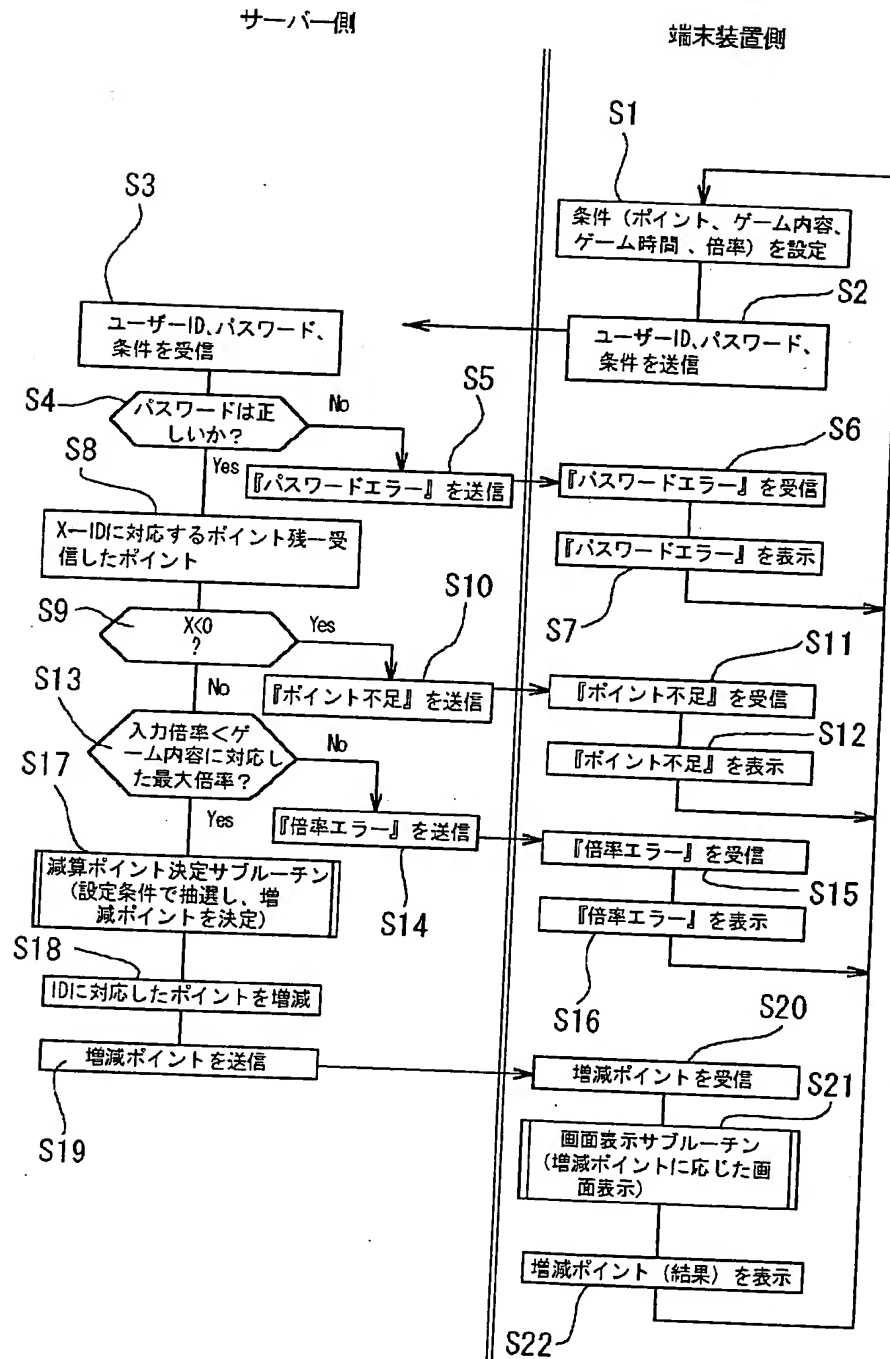 サーバー側
端末装置側
S1
条件（ポイント、ゲーム内容、
ゲーム時間、倍率）を設定
S2
ユーザーID、パスワード、
条件を送信
S3
ユーザーID、パスワード、
条件を受信
S4
パスワードは正
しいか？
No
Yes
S5
『パスワードエラー』を送信
S6
『パスワードエラー』を受信
『パスワードエラー』を表示
S7
S8
X←IDに対応するポイント残ー受
信したポイント
S9
X<0
?
Yes
No
S10
『ポイント不足』を送信
S11
『ポイント不足』を受信
S12
『ポイント不足』を表示
S13
入力倍率＜ゲ
ーム内容に対応し
た最大倍率？
No
Yes
『倍率エラー』を送信
S14
『倍率エラー』を受信
S15
『倍率エラー』を表示
S16
S17
減算ポイント決定サブルーチン
（設定条件で抽選し、増
減ポイントを決定）
S18
IDに対応したポイントを増減
増減ポイントを送信
S19
S20
増減ポイントを受信
S21
画面表示サブルーチン
（増減ポイントに応じた画
面表示）
増減ポイント（結果）を表示
S22